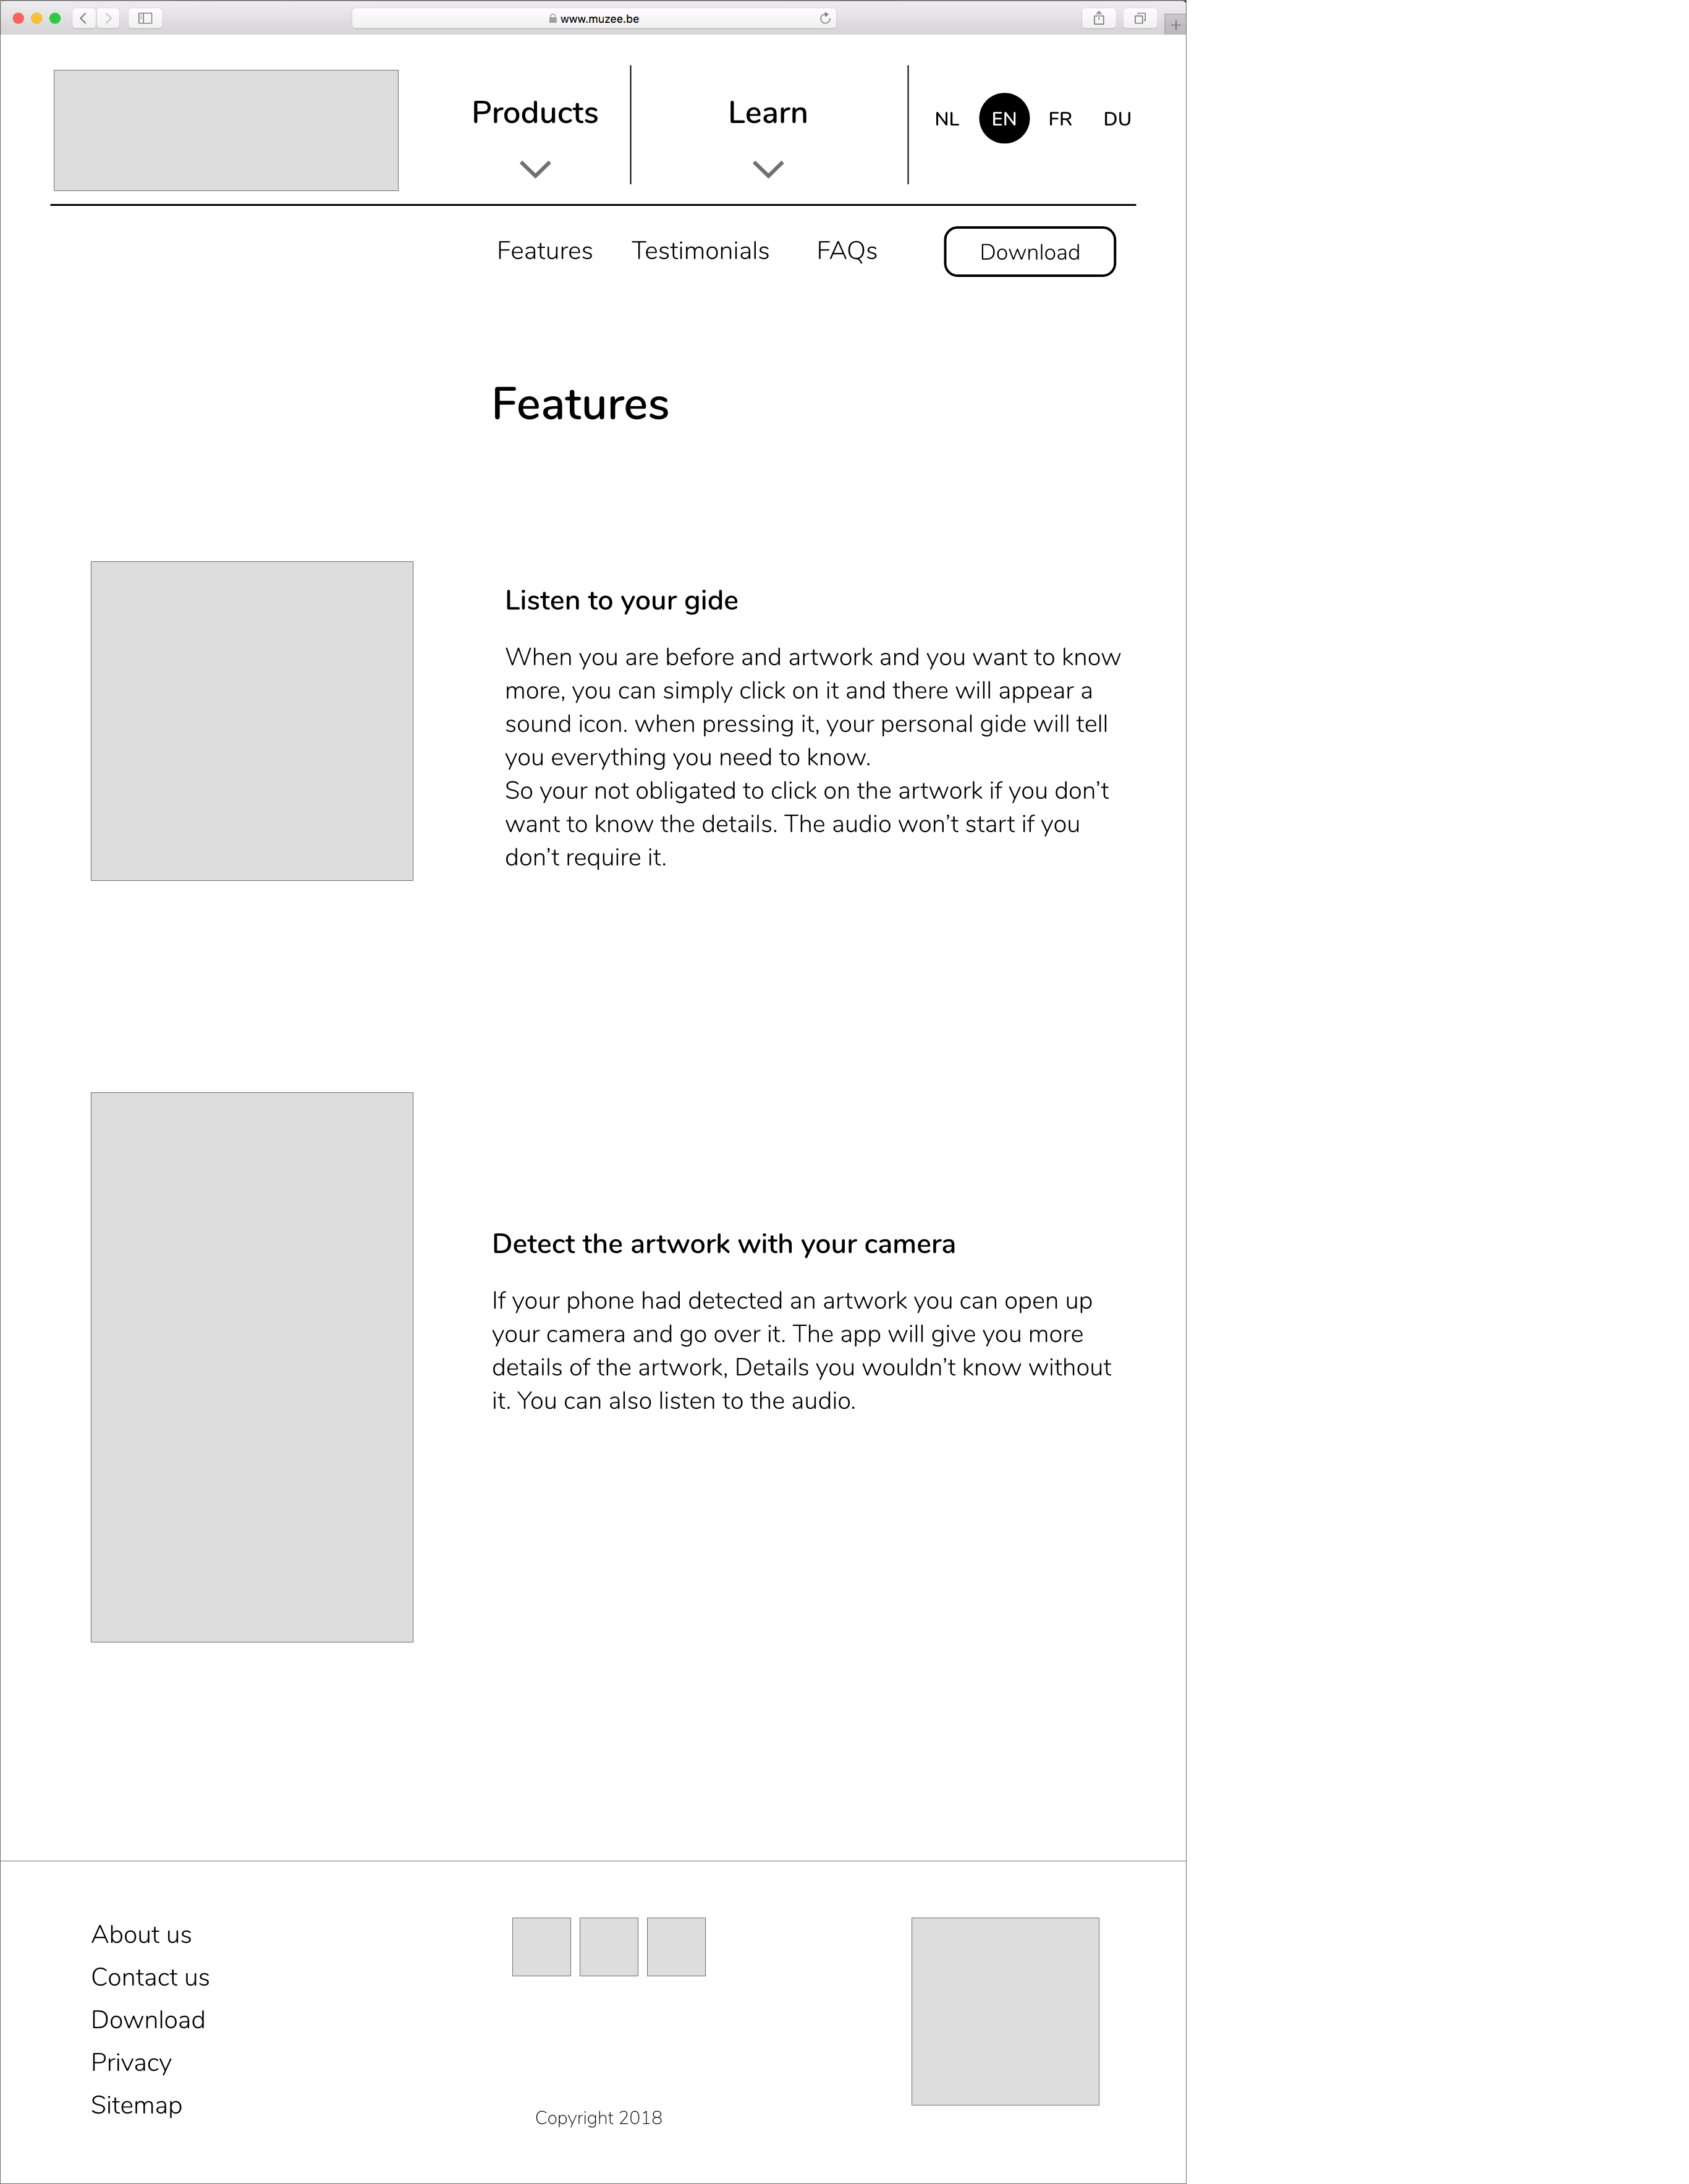 www.muzee.be
Products
Learn
NL EN FR DU
Features Testimonials FAQs Download
Features
Listen to your gide
When you are before and artwork and you want to know
more, you can simply click on it and there will appear a
sound icon. when pressing it, your personal gide will tell
you everything you need to know.
So your not obligated to click on the artwork if you don’t
want to know the details. The audio won’t start if you
don’t require it.
Detect the artwork with your camera
If your phone had detected an artwork you can open up
your camera and go over it. The app will give you more
details of the artwork, Details you wouldn’t know without
it. You can also listen to the audio.
About us
Contact us
Download
Privacy
Sitemap
Copyright 2018